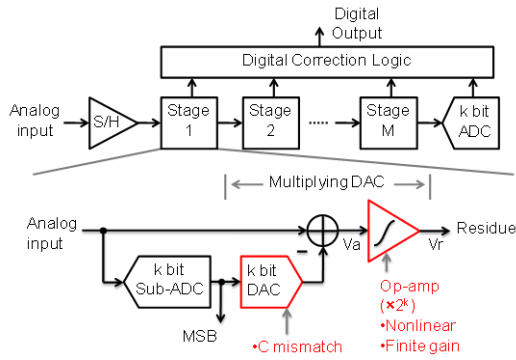 Digital
Output
Digital Correction Logic
Analog
input
S/H
Stage
1
Stage
2
Stage
M
k bit
ADC
Multiplying DAC
Analog
input
k bit
Sub-ADC
k bit
DAC
MSB
−
Va
Vr
Residue
•C mismatch
Op-amp
(×2ᵏ)
•Nonlinear
•Finite gain